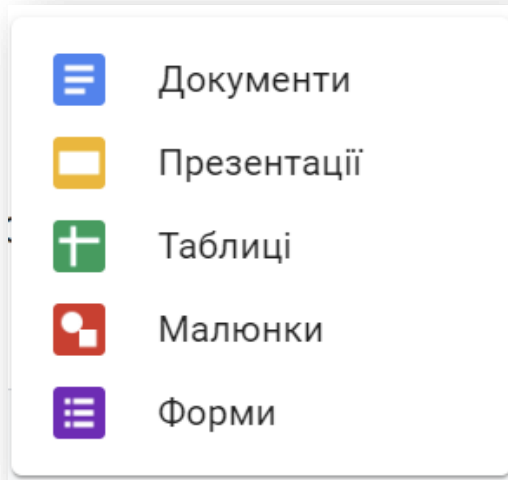 Документи
Презентації
Таблиці
Малюнки
Форми